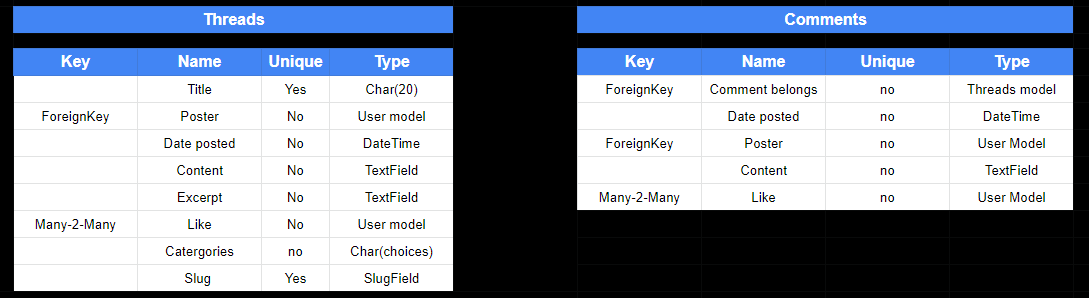 Threads
Key Name Unique Type
Title Yes Char(20)
ForeignKey Poster No User model
Date posted No DateTime
Content No TextField
Excerpt No TextField
Many-2-Many Like No User model
Catergories no Char(choices)
Slug Yes SlugField
Comments
Key Name Unique Type
ForeignKey Comment belongs no Threads model
Date posted no DateTime
ForeignKey Poster no User Model
Content no TextField
Many-2-Many Like no User Model